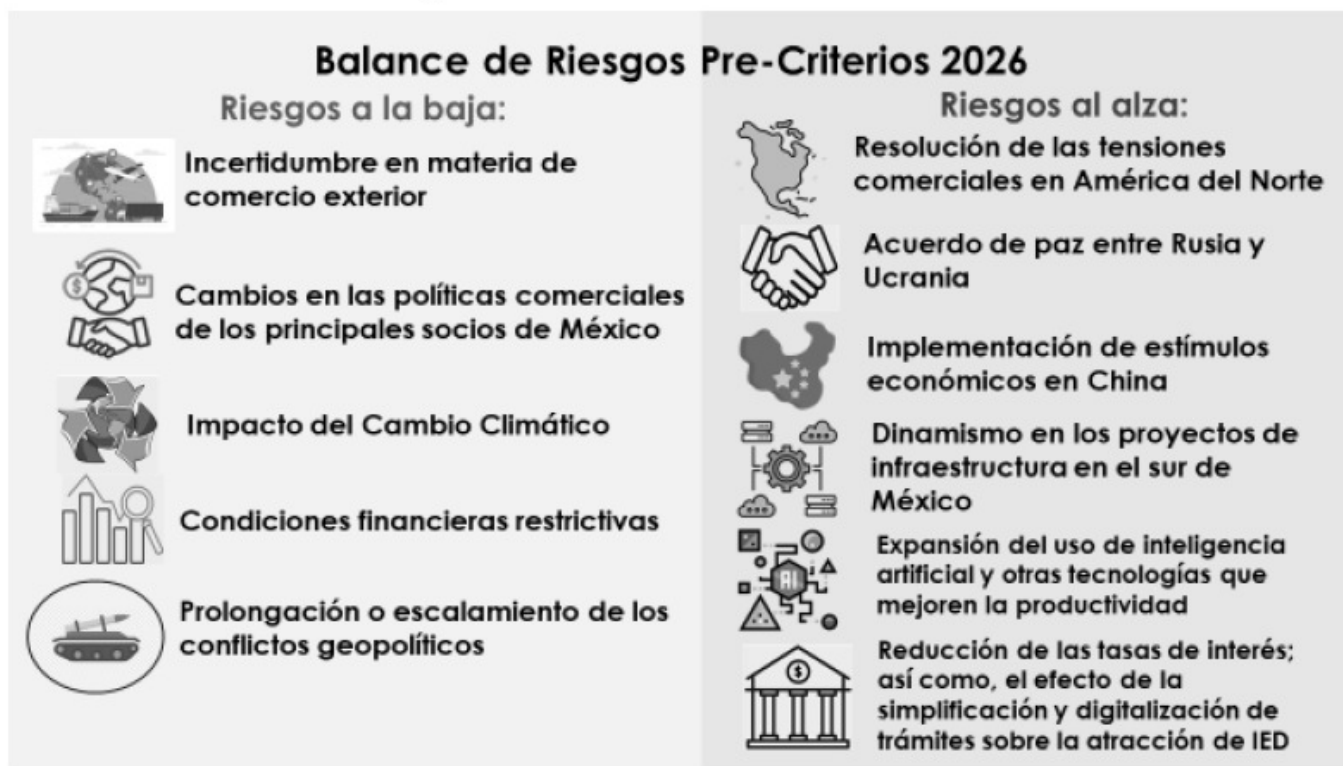 Balance de Riesgos Pre-Criterios 2026
Riesgos a la baja:
Incertidumbre en materia de
comercio exterior
Cambios en las políticas comerciales
de los principales socios de México
Impacto del Cambio Climático
Condiciones financieras restrictivas
Prolongación o escalamiento de los
conflictos geopolíticos
Riesgos al alza:
Resolución de las tensiones
comerciales en América del Norte
Acuerdo de paz entre Rusia y
Ucrania
Implementación de estímulos
económicos en China
Dinamismo en los proyectos de
infraestructura en el sur de
México
AI
Expansión del uso de inteligencia
artificial y otras tecnologías que
mejoren la productividad
Reducción de las tasas de interés;
así como, el efecto de la
simplificación y digitalización de
trámites sobre la atracción de IED